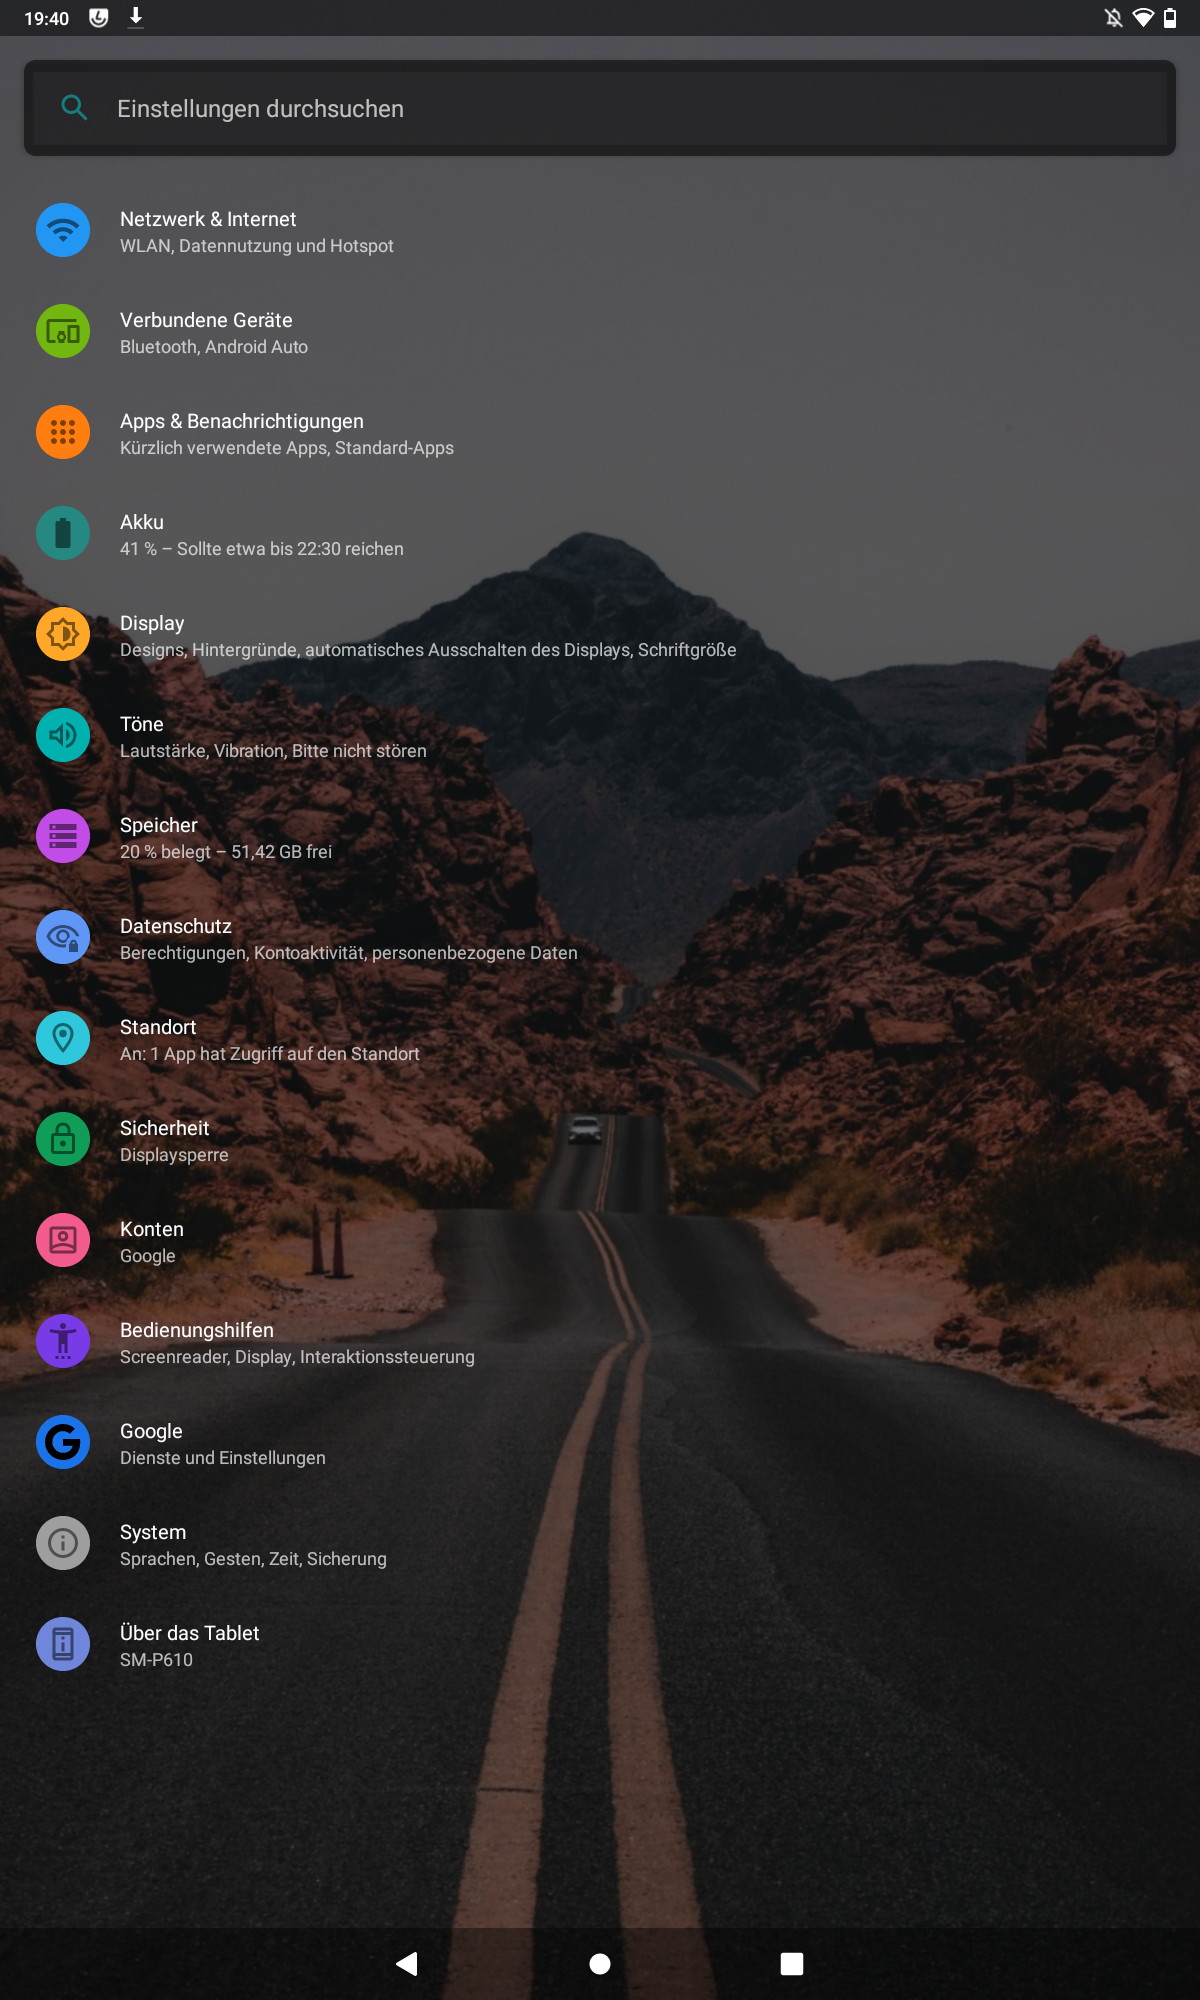 19:40
Einstellungen durchsuchen
Netzwerk & Internet
WLAN, Datennutzung und Hotspot
Verbundene Geräte
Bluetooth, Android Auto
Apps & Benachrichtigungen
Kürzlich verwendete Apps, Standard-Apps
Akku
41 % – Sollte etwa bis 22:30 reichen
Display
Designs, Hintergründe, automatisches Ausschalten des Displays, Schriftgröße
Töne
Lautstärke, Vibration, Bitte nicht stören
Speicher
20 % belegt – 51,42 GB frei
Datenschutz
Berechtigungen, Kontoaktivität, personenbezogene Daten
Standort
An: 1 App hat Zugriff auf den Standort
Sicherheit
Displaysperre
Konten
Google
Bedienungshilfen
Screenreader, Display, Interaktionssteuerung
Google
Dienste und Einstellungen
System
Sprachen, Gesten, Zeit, Sicherung
Über das Tablet
SM-P610